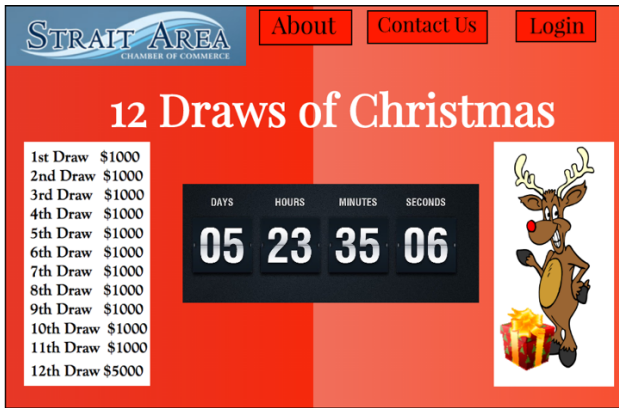 STRAIT AREA
CHAMBER OF COMMERCE
About
Contact Us
Login
12 Draws of Christmas
1st Draw $1000
2nd Draw $1000
3rd Draw $1000
4th Draw $1000
5th Draw $1000
6th Draw $1000
7th Draw $1000
8th Draw $1000
9th Draw $1000
10th Draw $1000
11th Draw $1000
12th Draw $5000
DAYS HOURS MINUTES SECONDS
05 23 35 06